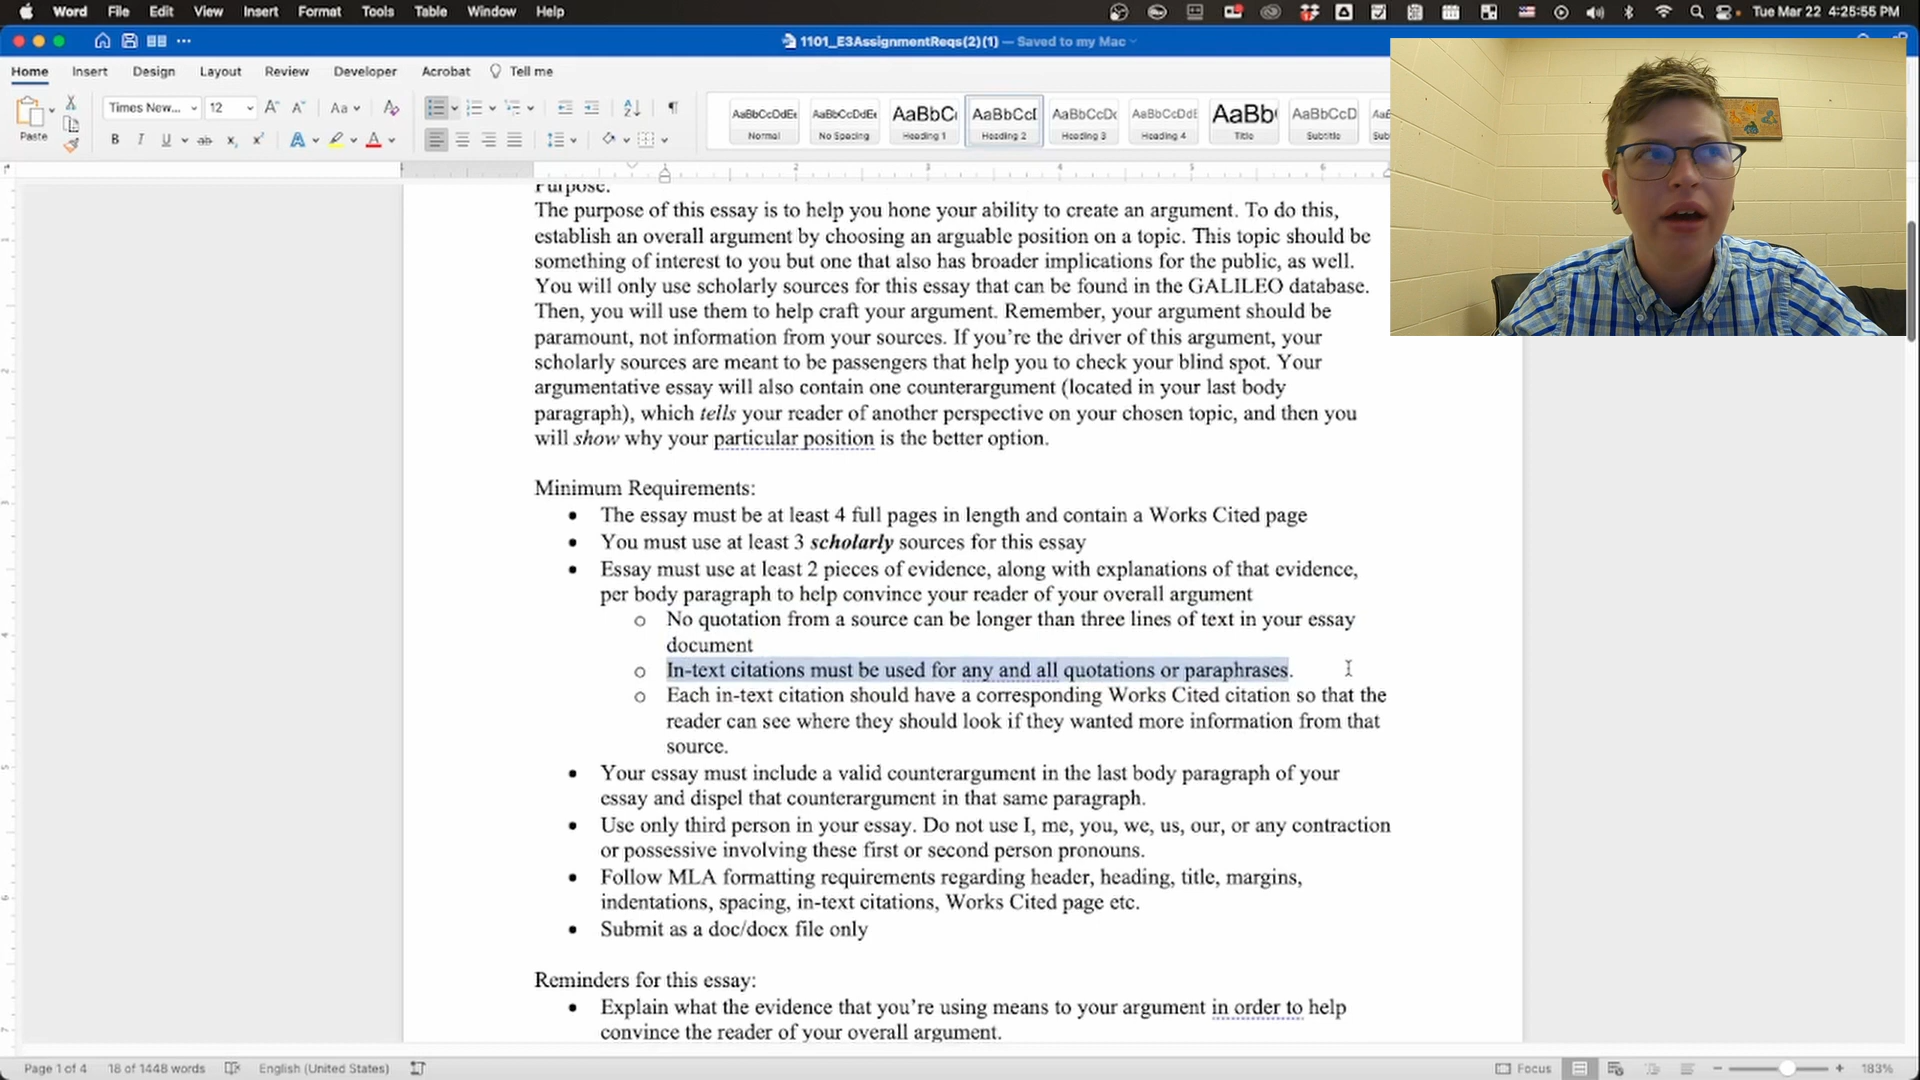 Word File Edit View Insert Format Tools Table Window Help Tue Mar 22 4:25:55 PM
1101_E3AssignmentReqs(2)(1) — Saved to my Mac
Home Insert Design Layout Review Developer Acrobat Tell me
Paste Times New... 12 Aa
AaBbCcDdEe AaBbCcDdEe AaBbC AaBbCcD AaBbCcDc AaBbCcDdE AaBb AaBbCcD
Normal No Spacing Heading 1 Heading 2 Heading 3 Heading 4 Title Subtitle
B I U ab x x A A
Purpose.
The purpose of this essay is to help you hone your ability to create an argument. To do this,
establish an overall argument by choosing an arguable position on a topic. This topic should be
something of interest to you but one that also has broader implications for the public, as well.
You will only use scholarly sources for this essay that can be found in the GALILEO database.
Then, you will use them to help craft your argument. Remember, your argument should be
paramount, not information from your sources. If you’re the driver of this argument, your
scholarly sources are meant to be passengers that help you to check your blind spot. Your
argumentative essay will also contain one counterargument (located in your last body
paragraph), which tells your reader of another perspective on your chosen topic, and then you
will show why your particular position is the better option.
Minimum Requirements:
• The essay must be at least 4 full pages in length and contain a Works Cited page
• You must use at least 3 scholarly sources for this essay
• Essay must use at least 2 pieces of evidence, along with explanations of that evidence,
per body paragraph to help convince your reader of your overall argument
o No quotation from a source can be longer than three lines of text in your essay
document
o In-text citations must be used for any and all quotations or paraphrases.
o Each in-text citation should have a corresponding Works Cited citation so that the
reader can see where they should look if they wanted more information from that
source.
• Your essay must include a valid counterargument in the last body paragraph of your
essay and dispel that counterargument in that same paragraph.
• Use only third person in your essay. Do not use I, me, you, we, us, our, or any contraction
or possessive involving these first or second person pronouns.
• Follow MLA formatting requirements regarding header, heading, title, margins,
indentations, spacing, in-text citations, Works Cited page etc.
• Submit as a doc/docx file only
Reminders for this essay:
• Explain what the evidence that you’re using means to your argument in order to help
convince the reader of your overall argument.
Page 1 of 4 18 of 1448 words English (United States) Focus 183%